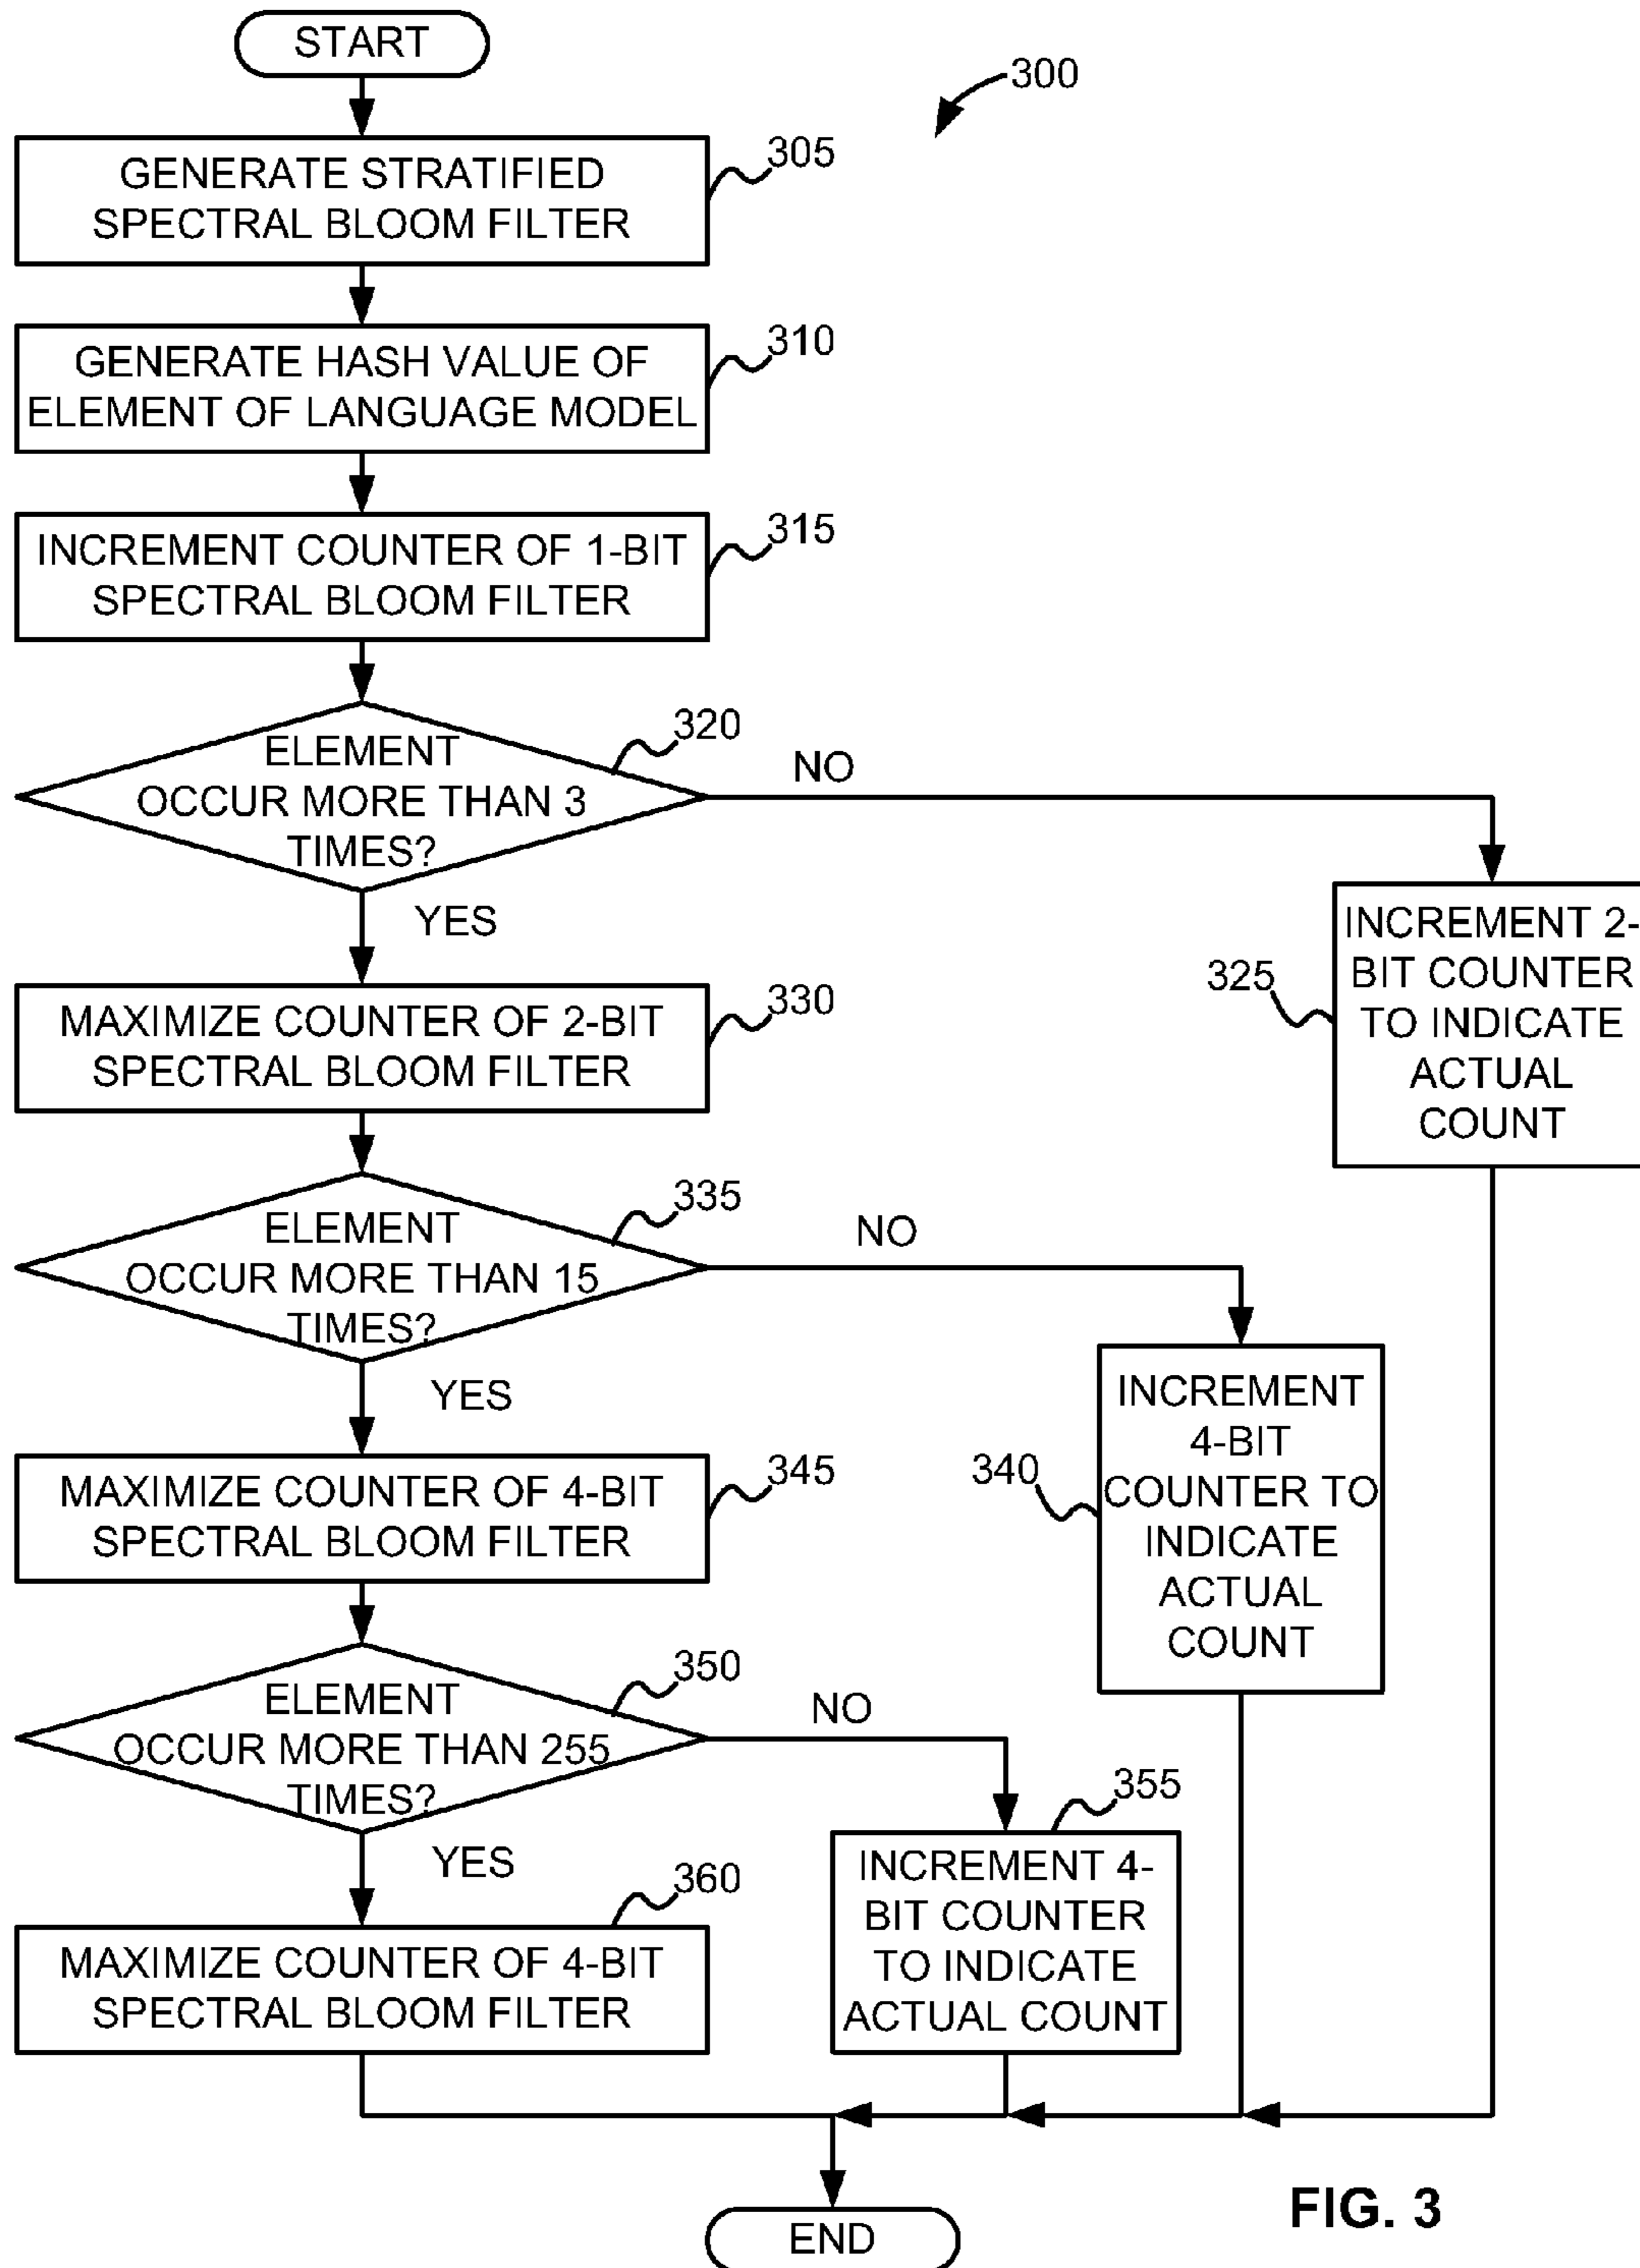 START
300
GENERATE STRATIFIED
SPECTRAL BLOOM FILTER
305
GENERATE HASH VALUE OF
ELEMENT OF LANGUAGE MODEL
310
INCREMENT COUNTER OF 1-BIT
SPECTRAL BLOOM FILTER
315
ELEMENT
OCCUR MORE THAN 3
TIMES?
320
NO
YES
INCREMENT 2-
BIT COUNTER
TO INDICATE
ACTUAL
COUNT
325
MAXIMIZE COUNTER OF 2-BIT
SPECTRAL BLOOM FILTER
330
ELEMENT
OCCUR MORE THAN 15
TIMES?
335
NO
YES
INCREMENT
4-BIT
COUNTER TO
INDICATE
ACTUAL
COUNT
340
MAXIMIZE COUNTER OF 4-BIT
SPECTRAL BLOOM FILTER
345
ELEMENT
OCCUR MORE THAN 255
TIMES?
350
NO
YES
INCREMENT 4-
BIT COUNTER
TO INDICATE
ACTUAL COUNT
355
MAXIMIZE COUNTER OF 4-BIT
SPECTRAL BLOOM FILTER
360
END
FIG. 3